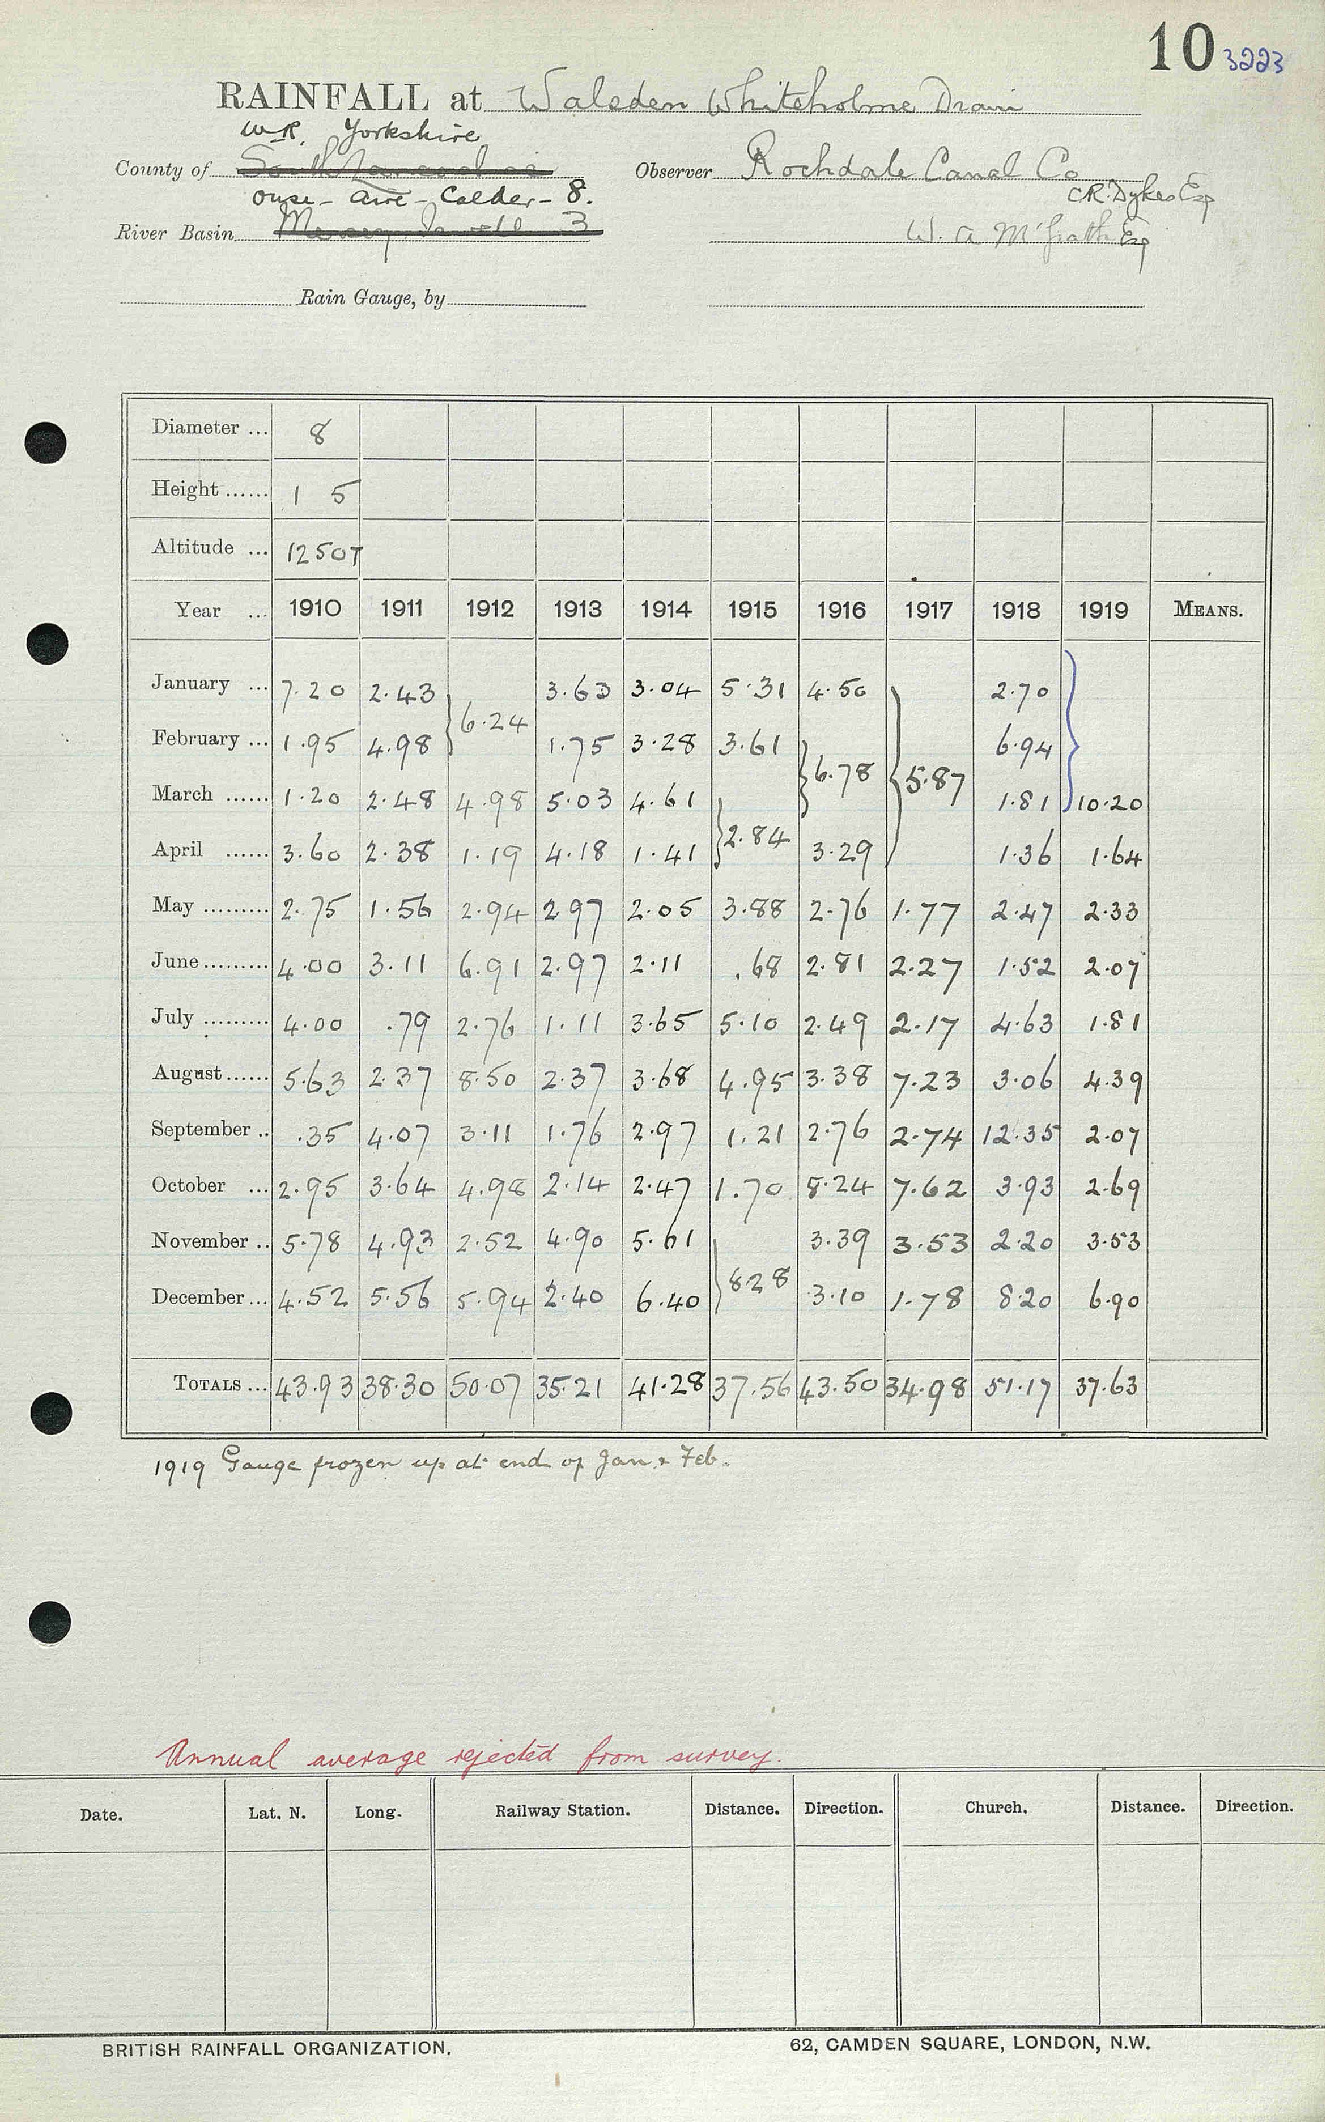 10 3223
RAINFALL at Walsden Whiteholme Drain
W.R. Yorkshire
County of South Lancashire Observer Rochdale Canal Co
C.R. Dykes Esq
Ouse - Aire - Calder - 8.
River Basin Mersey Irwell 3 W. A. McGrath Esq
Rain Gauge, by
Diameter ... 8
Height ...... 1 5
Altitude ... 1250T
Year ... 1910 1911 1912 1913 1914 1915 1916 1917 1918 1919 MEANS.
January ... 7.20 2.43 3.63 3.04 5.31 4.50 2.70
6.24
February ... 1.95 4.98 1.75 3.28 3.61 6.94
6.78 5.87
March ...... 1.20 2.48 4.98 5.03 4.61 1.81 10.20
2.84
April ...... 3.60 2.38 1.19 4.18 1.41 3.29 1.36 1.64
May ......... 2.75 1.56 2.94 2.97 2.05 3.88 2.76 1.77 2.47 2.33
June ......... 4.00 3.11 6.91 2.97 2.11 .68 2.81 2.27 1.52 2.07
July ......... 4.00 .79 2.76 1.11 3.65 5.10 2.49 2.17 4.63 1.81
August ...... 5.63 2.37 8.50 2.37 3.68 4.95 3.38 7.23 3.06 4.39
September .. .35 4.07 3.11 1.76 2.97 1.21 2.76 2.74 12.35 2.07
October ... 2.95 3.64 4.98 2.14 2.47 1.70 8.24 7.62 3.93 2.69
November .. 5.78 4.93 2.52 4.90 5.61 3.39 3.53 2.20 3.53
8.28
December ... 4.52 5.56 5.94 2.40 6.40 3.10 1.78 8.20 6.90
TOTALS ... 43.93 38.30 50.07 35.21 41.28 37.56 43.50 34.98 51.17 37.63
1919 Gauge frozen up at end of Jan & Feb.
Annual average rejected from survey.
Date. Lat. N. Long. Railway Station. Distance. Direction. Church. Distance. Direction.
BRITISH RAINFALL ORGANIZATION. 62, CAMDEN SQUARE, LONDON, N.W.